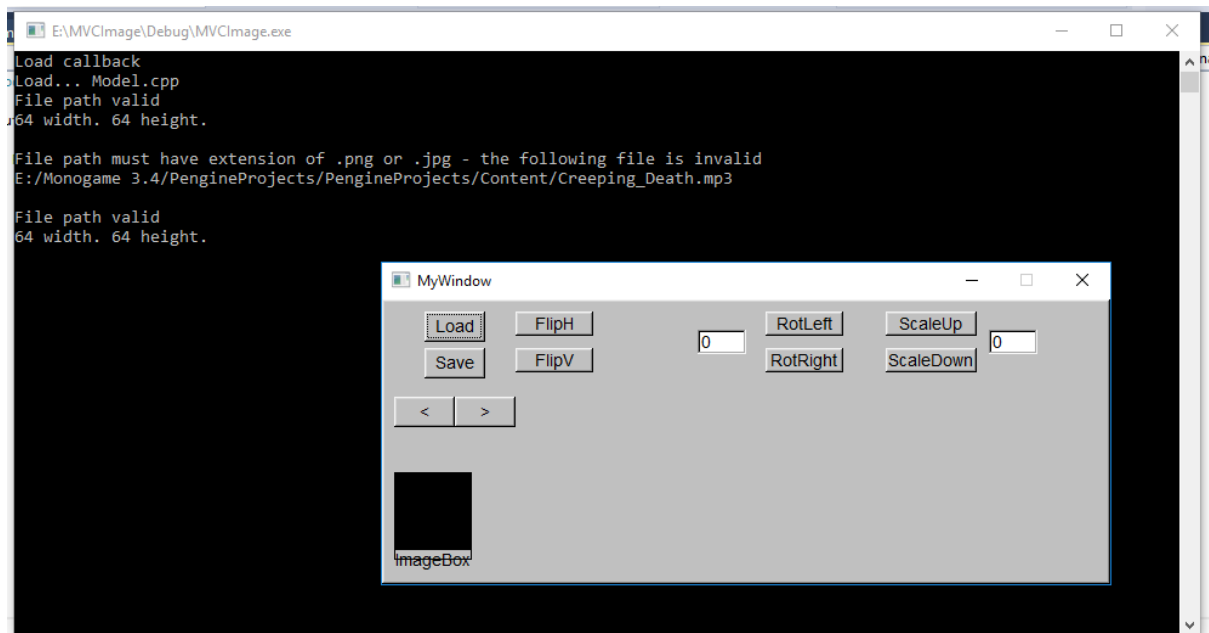 E:\MVCImage\Debug\MVCImage.exe
Load callback
Load... Model.cpp
File path valid
64 width. 64 height.
File path must have extension of .png or .jpg - the following file is invalid
E:/Monogame 3.4/PengineProjects/PengineProjects/Content/Creeping_Death.mp3
File path valid
64 width. 64 height.
MyWindow
Load FlipH RotLeft ScaleUp
0 0
Save FlipV RotRight ScaleDown
< >
ImageBox